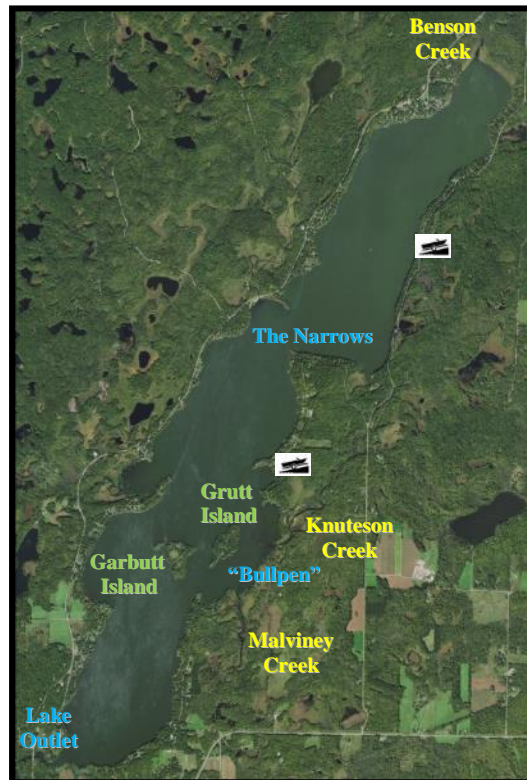 Benson
Creek
The Narrows
Grutt
Island
Knuteson
Creek
Garbutt
Island
“Bullpen”
Malviney
Creek
Lake
Outlet